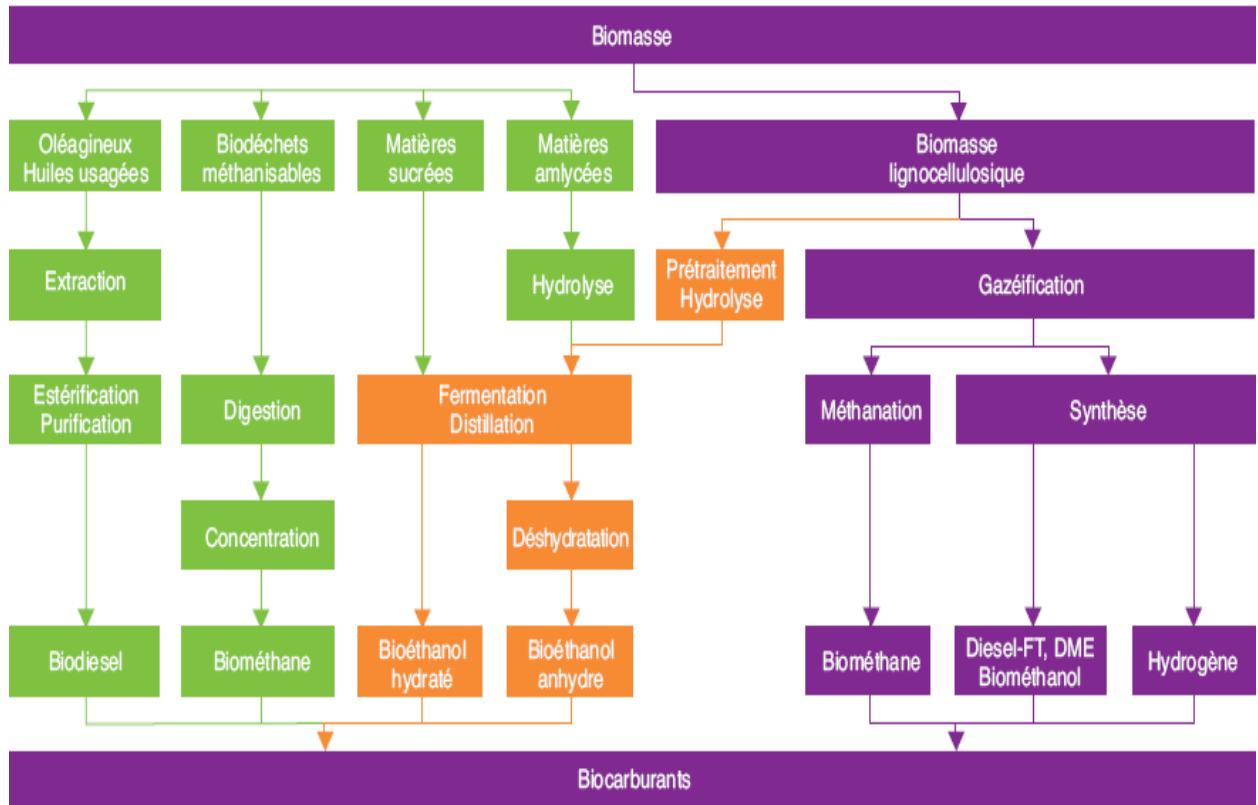 Biomasse
Oléagineux
Huiles usagées
Biodéchets
méthanisables
Matières
sucrées
Matières
amlycées
Biomasse
lignocellulosique
Extraction
Hydrolyse
Prétraitement
Hydrolyse
Gazéification
Estérification
Purification
Digestion
Fermentation
Distillation
Méthanation
Synthèse
Concentration
Déshydratation
Biodiesel
Biométhane
Bioéthanol
hydraté
Bioéthanol
anhydre
Biométhane
Diesel-FT, DME
Biométhanol
Hydrogène
Biocarburants